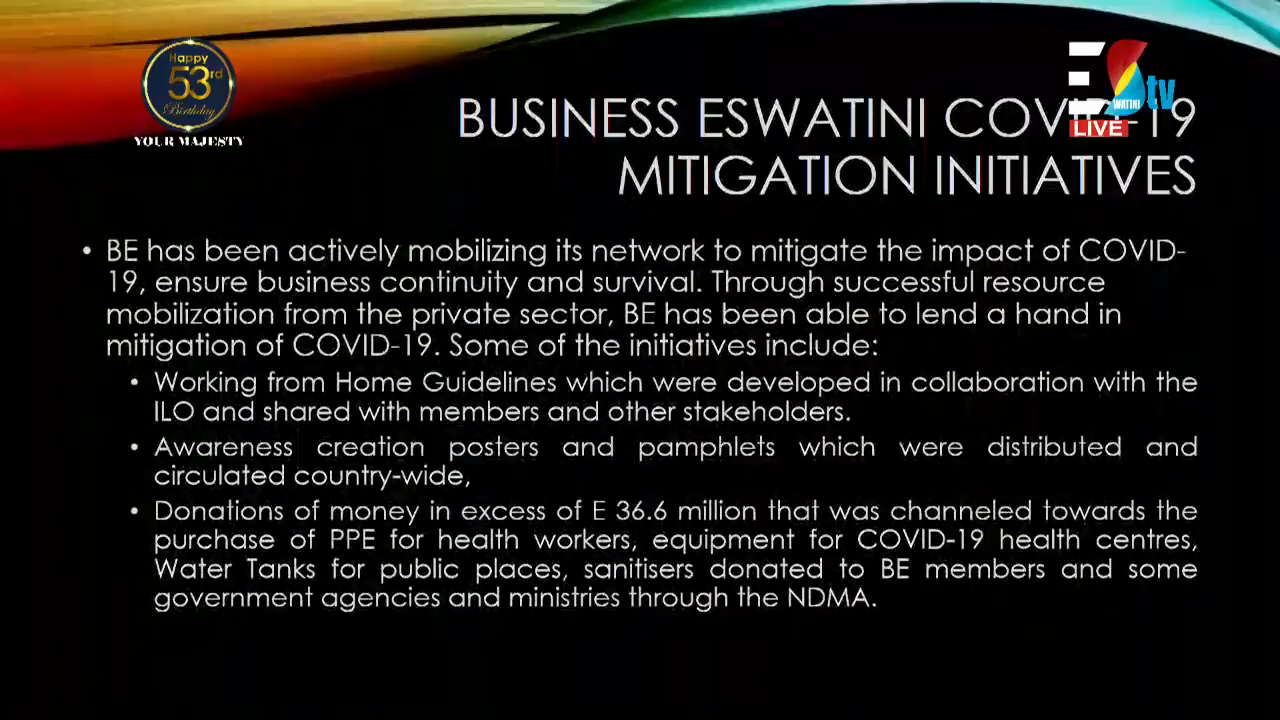 Happy
53rd
Birthday
YOUR MAJESTY
E
WATINI
tv
LIVE
BUSINESS ESWATINI COVID-19
MITIGATION INITIATIVES
• BE has been actively mobilizing its network to mitigate the impact of COVID-
19, ensure business continuity and survival. Through successful resource
mobilization from the private sector, BE has been able to lend a hand in
mitigation of COVID-19. Some of the initiatives include:
• Working from Home Guidelines which were developed in collaboration with the
ILO and shared with members and other stakeholders.
• Awareness creation posters and pamphlets which were distributed and
circulated country-wide,
• Donations of money in excess of E 36.6 million that was channeled towards the
purchase of PPE for health workers, equipment for COVID-19 health centres,
Water Tanks for public places, sanitisers donated to BE members and some
government agencies and ministries through the NDMA.